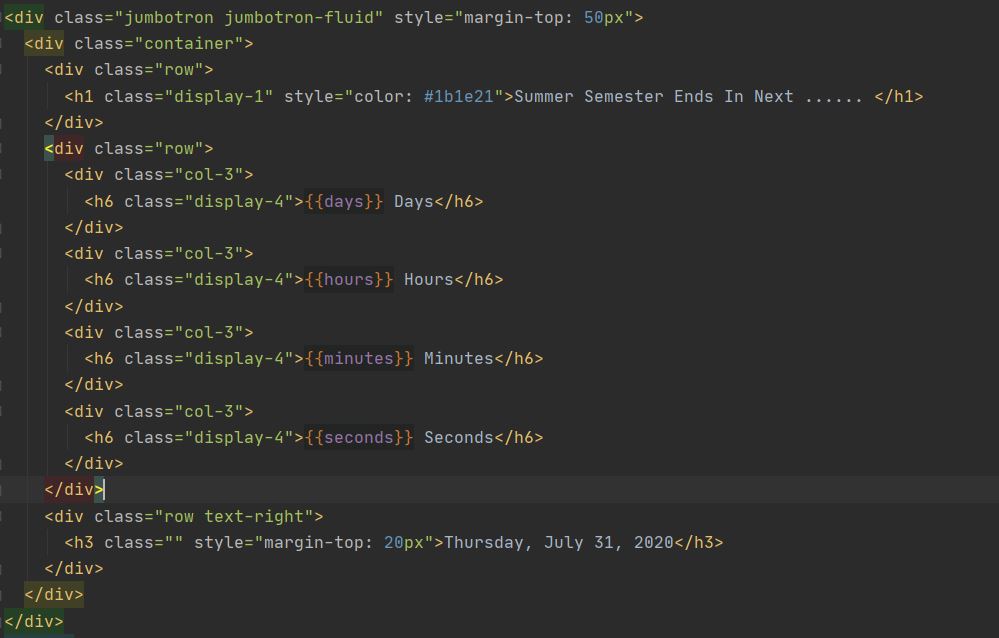 <div class="jumbotron jumbotron-fluid" style="margin-top: 50px">
<div class="container">
<div class="row">
<h1 class="display-1" style="color: #1b1e21">Summer Semester Ends In Next ...... </h1>
</div>
<div class="row">
<div class="col-3">
<h6 class="display-4">{{days}} Days</h6>
</div>
<div class="col-3">
<h6 class="display-4">{{hours}} Hours</h6>
</div>
<div class="col-3">
<h6 class="display-4">{{minutes}} Minutes</h6>
</div>
<div class="col-3">
<h6 class="display-4">{{seconds}} Seconds</h6>
</div>
</div>
<div class="row text-right">
<h3 class="" style="margin-top: 20px">Thursday, July 31, 2020</h3>
</div>
</div>
</div>